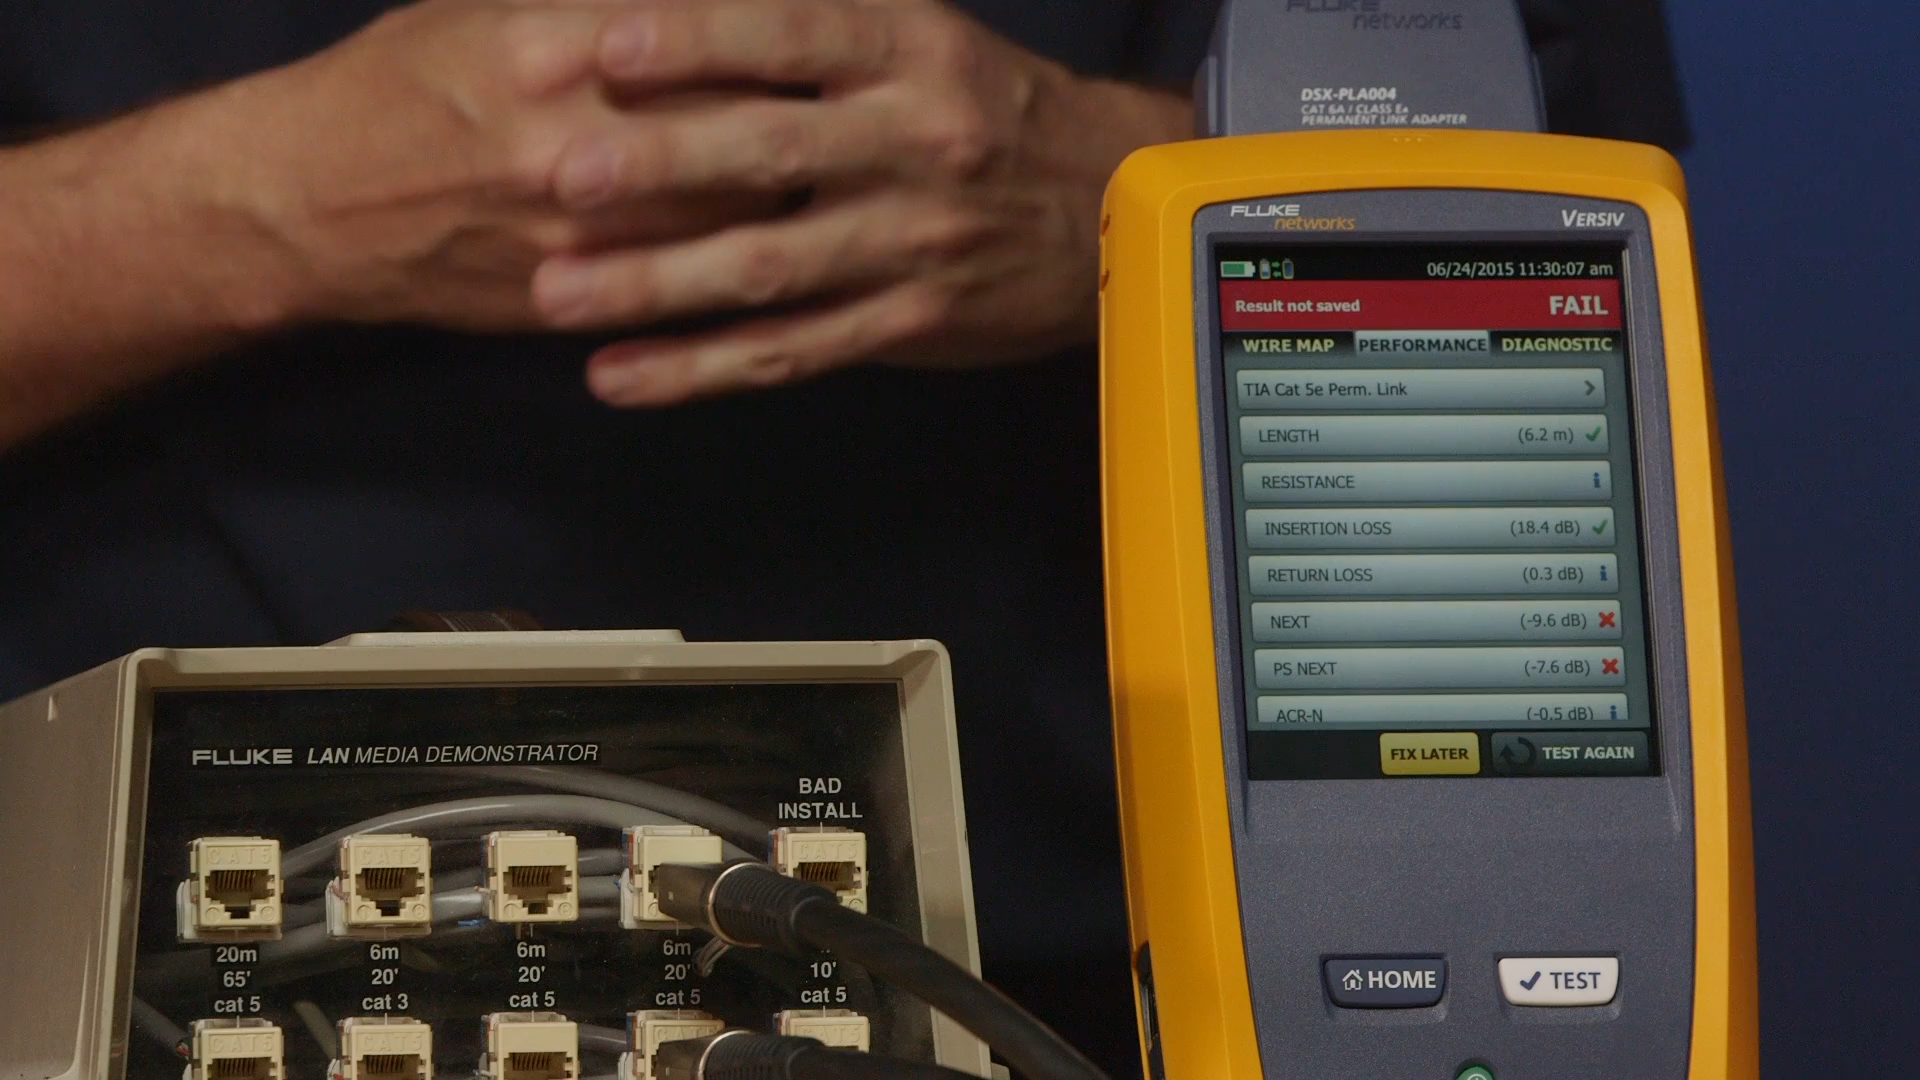 FLUKE
networks
DSX-PLA004
CAT 6A / CLASS EA
PERMANENT LINK ADAPTER
FLUKE
networks
VERSIV
06/24/2015 11:30:07 am
Result not saved
FAIL
WIRE MAP
PERFORMANCE
DIAGNOSTIC
TIA Cat 5e Perm. Link
LENGTH (6.2 m)
RESISTANCE
INSERTION LOSS (18.4 dB)
RETURN LOSS (0.3 dB)
NEXT (-9.6 dB)
PS NEXT (-7.6 dB)
ACR-N (-0.5 dB)
FIX LATER
TEST AGAIN
HOME
TEST
FLUKE LAN MEDIA DEMONSTRATOR
BAD
INSTALL
CAT5
CAT5
CAT5
20m
65'
cat 5
6m
20'
cat 3
6m
20'
cat 5
6m
20'
cat 5
10'
cat 5
CAT5